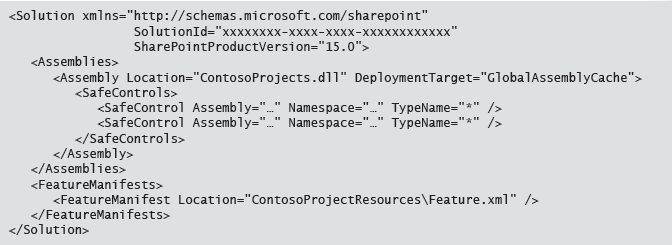 <Solution xmlns="http://schemas.microsoft.com/sharepoint"
SolutionId="xxxxxxxx-xxxx-xxxx-xxxxxxxxxxxx"
SharePointProductVersion="15.0">
<Assemblies>
<Assembly Location="ContosoProjects.dll" DeploymentTarget="GlobalAssemblyCache">
<SafeControls>
<SafeControl Assembly="…" Namespace="…" TypeName="*" />
<SafeControl Assembly="…" Namespace="…" TypeName="*" />
</SafeControls>
</Assembly>
</Assemblies>
<FeatureManifests>
<FeatureManifest Location="ContosoProjectResources\Feature.xml" />
</FeatureManifests>
</Solution>